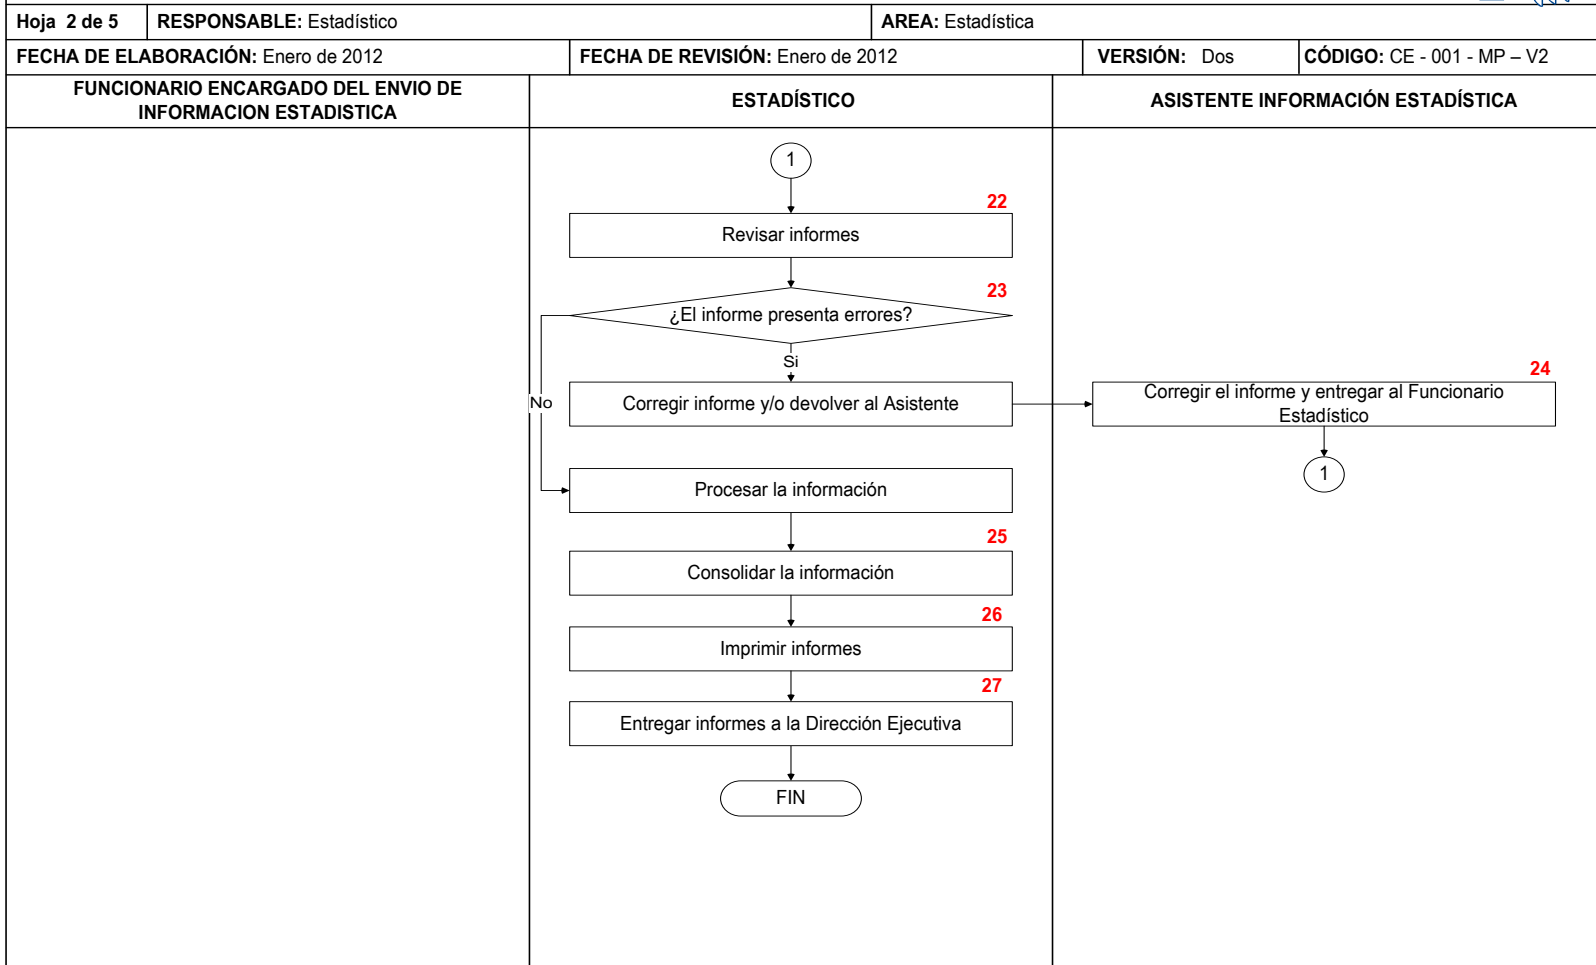 Hoja 2 de 5
RESPONSABLE: Estadístico
AREA: Estadística
FECHA DE ELABORACIÓN: Enero de 2012
FECHA DE REVISIÓN: Enero de 2012
VERSIÓN: Dos
CÓDIGO: CE - 001 - MP – V2
FUNCIONARIO ENCARGADO DEL ENVIO DE
INFORMACION ESTADISTICA
ESTADÍSTICO
ASISTENTE INFORMACIÓN ESTADÍSTICA
1
22
Revisar informes
23
¿El informe presenta errores?
Si
No
Corregir informe y/o devolver al Asistente
24
Corregir el informe y entregar al Funcionario
Estadístico
1
Procesar la información
25
Consolidar la información
26
Imprimir informes
27
Entregar informes a la Dirección Ejecutiva
FIN